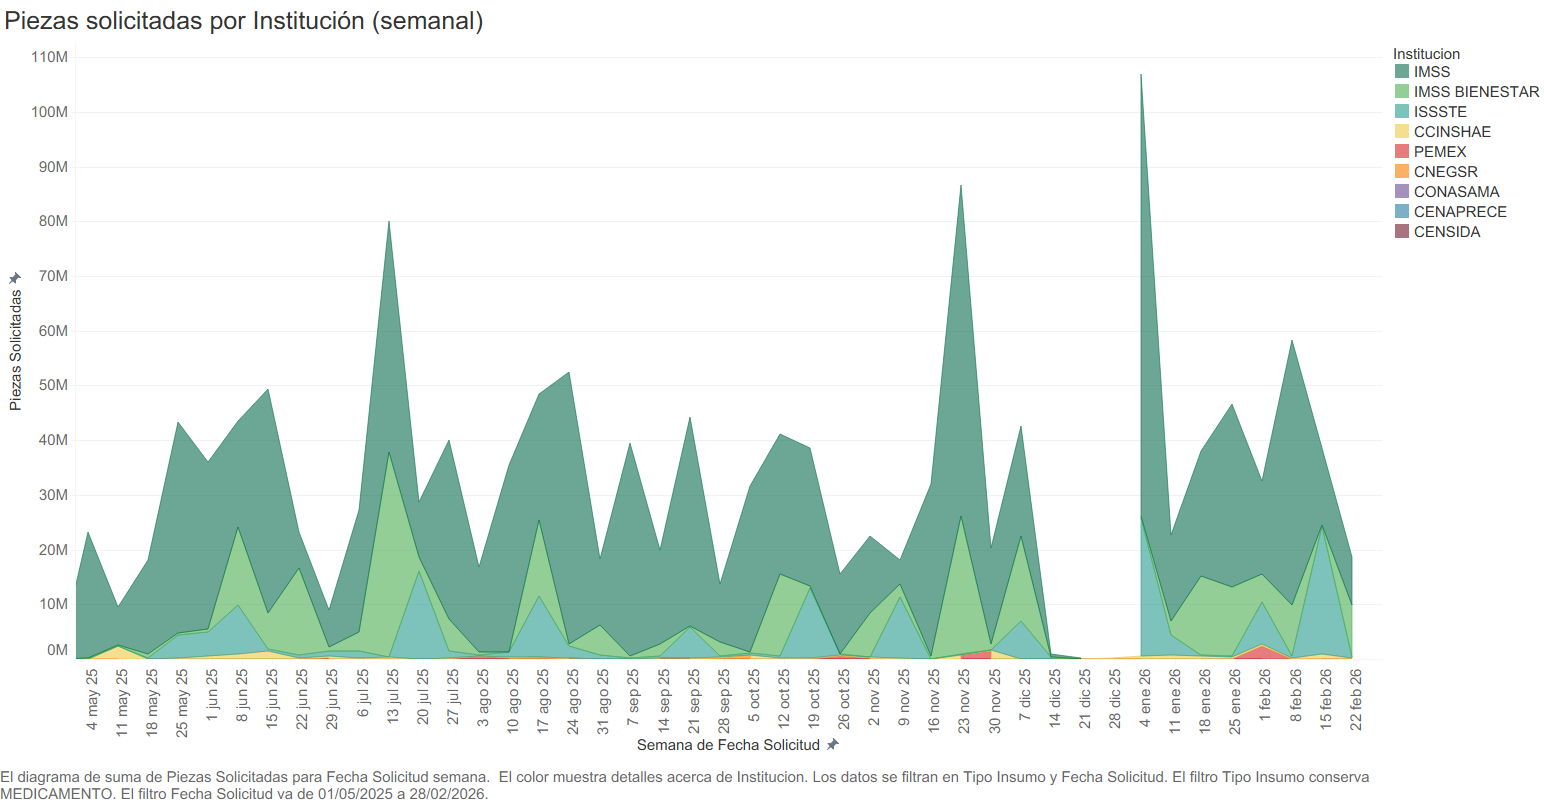 Piezas solicitadas por Institución (semanal)
110M
100M
90M
80M
70M
60M
50M
40M
30M
20M
10M
0M
Piezas Solicitadas
4 may 25
11 may 25
18 may 25
25 may 25
1 jun 25
8 jun 25
15 jun 25
22 jun 25
29 jun 25
6 jul 25
13 jul 25
20 jul 25
27 jul 25
3 ago 25
10 ago 25
17 ago 25
24 ago 25
31 ago 25
7 sep 25
14 sep 25
21 sep 25
28 sep 25
5 oct 25
12 oct 25
19 oct 25
26 oct 25
2 nov 25
9 nov 25
16 nov 25
23 nov 25
30 nov 25
7 dic 25
14 dic 25
21 dic 25
28 dic 25
4 ene 26
11 ene 26
18 ene 26
25 ene 26
1 feb 26
8 feb 26
15 feb 26
22 feb 26
Semana de Fecha Solicitud
Institucion
IMSS
IMSS BIENESTAR
ISSSTE
CCINSHAE
PEMEX
CNEGSR
CONASAMA
CENAPRECE
CENSIDA
El diagrama de suma de Piezas Solicitadas para Fecha Solicitud semana.  El color muestra detalles acerca de Institucion. Los datos se filtran en Tipo Insumo y Fecha Solicitud. El filtro Tipo Insumo conserva
MEDICAMENTO. El filtro Fecha Solicitud va de 01/05/2025 a 28/02/2026.